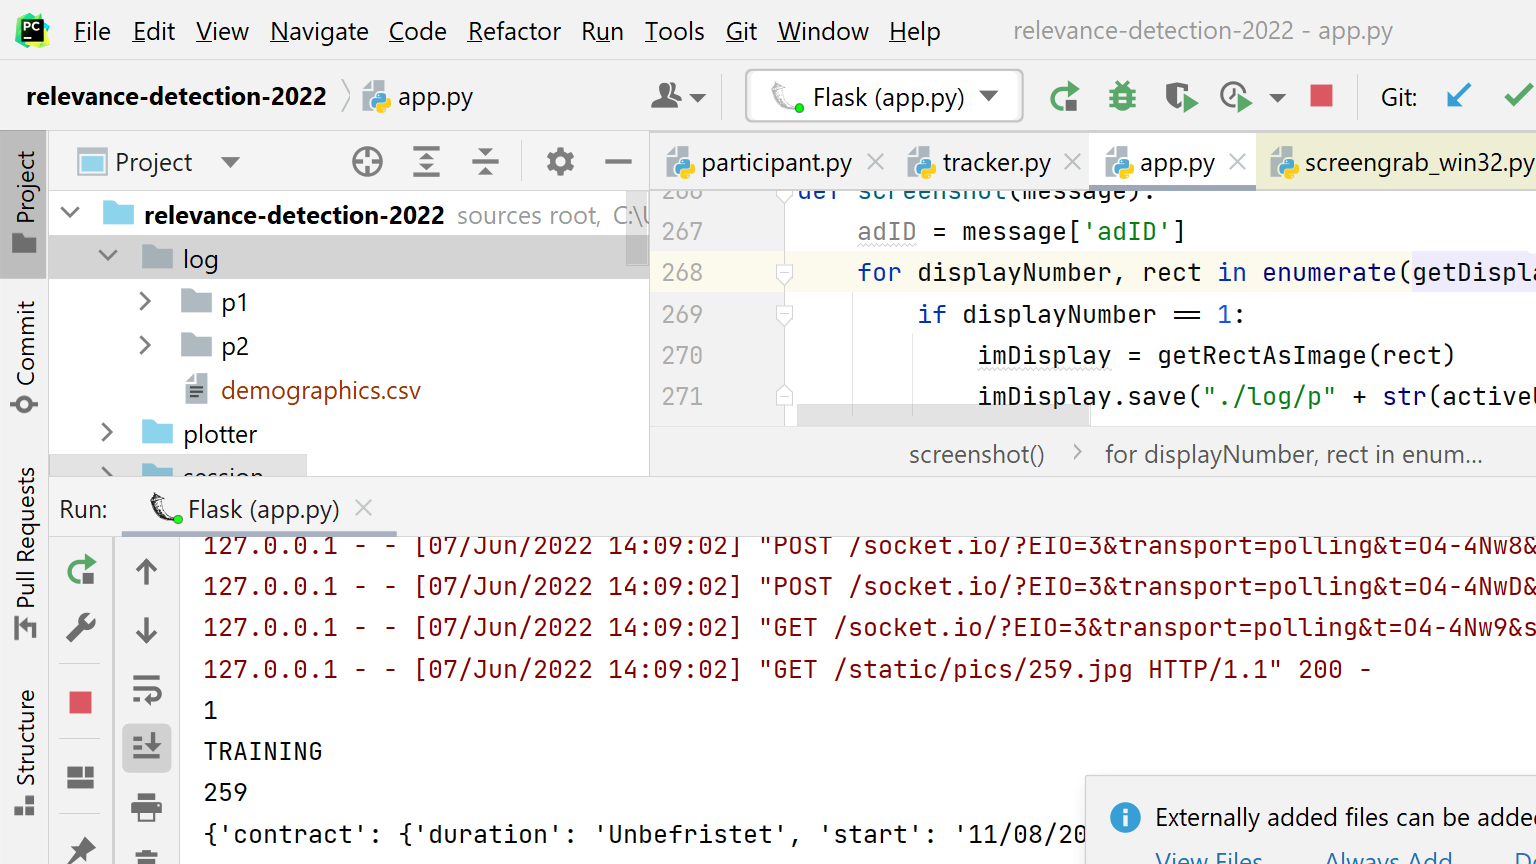 PC
File Edit View Navigate Code Refactor Run Tools Git Window Help relevance-detection-2022 - app.py
relevance-detection-2022 app.py Flask (app.py) Git:
Project
participant.py tracker.py app.py screengrab_win32.py
relevance-detection-2022 sources root, C:\U
log
p1
p2
demographics.csv
plotter
session
266 def screenshot(message):
267 adID = message['adID']
268 for displayNumber, rect in enumerate(getDispla
269 if displayNumber == 1:
270 imDisplay = getRectAsImage(rect)
271 imDisplay.save("./log/p" + str(activeU
screenshot() for displayNumber, rect in enum...
Project
Commit
Pull Requests
Structure
Run: Flask (app.py)
127.0.0.1 - - [07/Jun/2022 14:09:02] "POST /socket.io/?EIO=3&transport=polling&t=O4-4Nw8&
127.0.0.1 - - [07/Jun/2022 14:09:02] "POST /socket.io/?EIO=3&transport=polling&t=O4-4NwD&
127.0.0.1 - - [07/Jun/2022 14:09:02] "GET /socket.io/?EIO=3&transport=polling&t=O4-4Nw9&s
127.0.0.1 - - [07/Jun/2022 14:09:02] "GET /static/pics/259.jpg HTTP/1.1" 200 -
1
TRAINING
259
{'contract': {'duration': 'Unbefristet', 'start': '11/08/20
Externally added files can be added
View Files Always Add